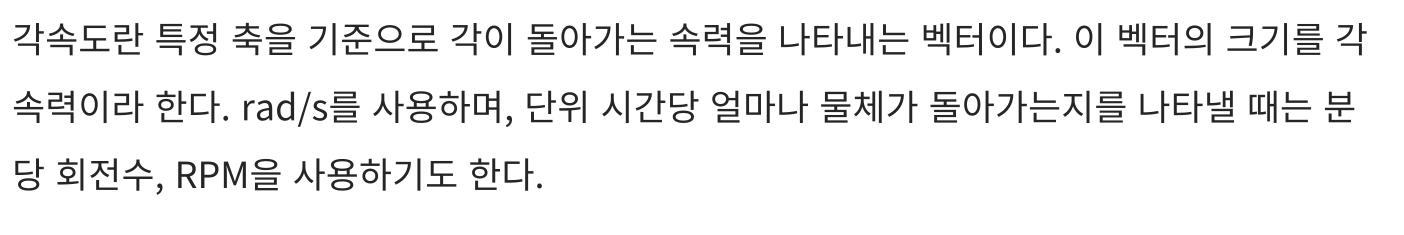 각속도란 특정 축을 기준으로 각이 돌아가는 속력을 나타내는 벡터이다. 이 벡터의 크기를 각
속력이라 한다. rad/s를 사용하며, 단위 시간당 얼마나 물체가 돌아가는지를 나타낼 때는 분
당 회전수, RPM을 사용하기도 한다.